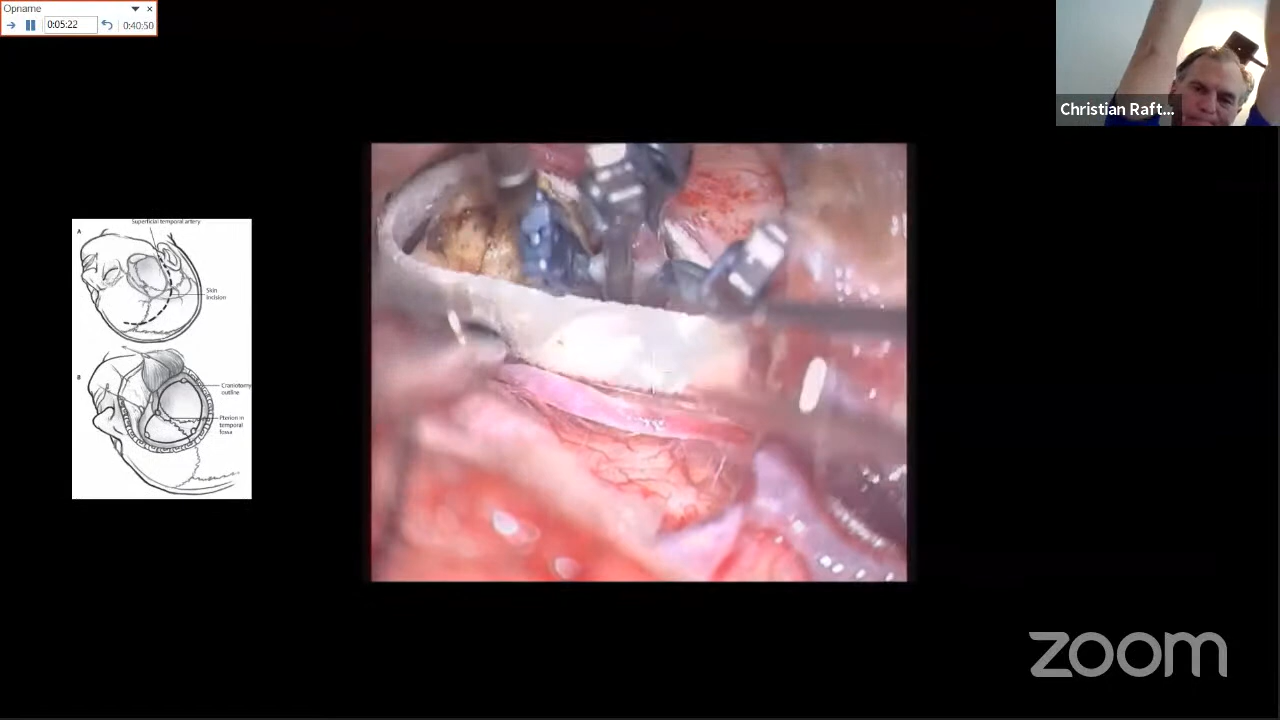 Opname
0:05:22
0:40:50
Christian Raft...
Superficial temporal artery
A
Skin
incision
B
Craniotomy
outline
Pterion in
temporal
fossa
zoom